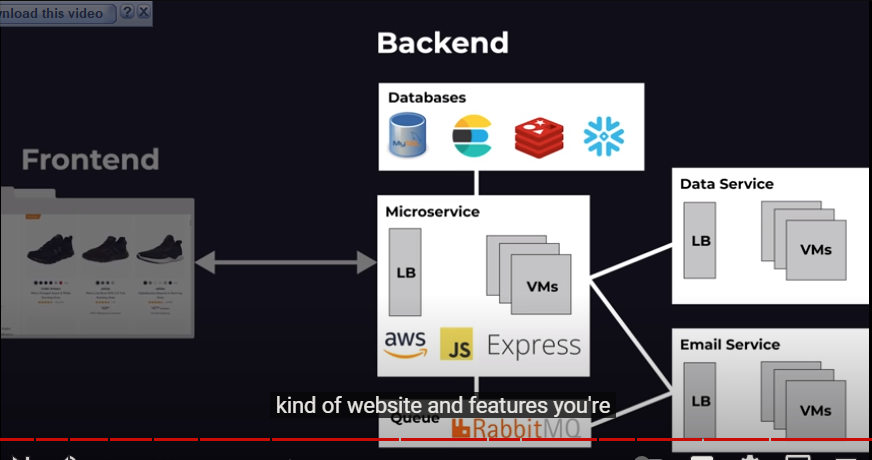 wnload this video ? X
Backend
Databases
MySQL
Frontend
Data Service
Microservice
LB
VMs
LB
VMs
aws
JS
Express
Email Service
LB
VMs
kind of website and features you're
Queue
RabbitMQ